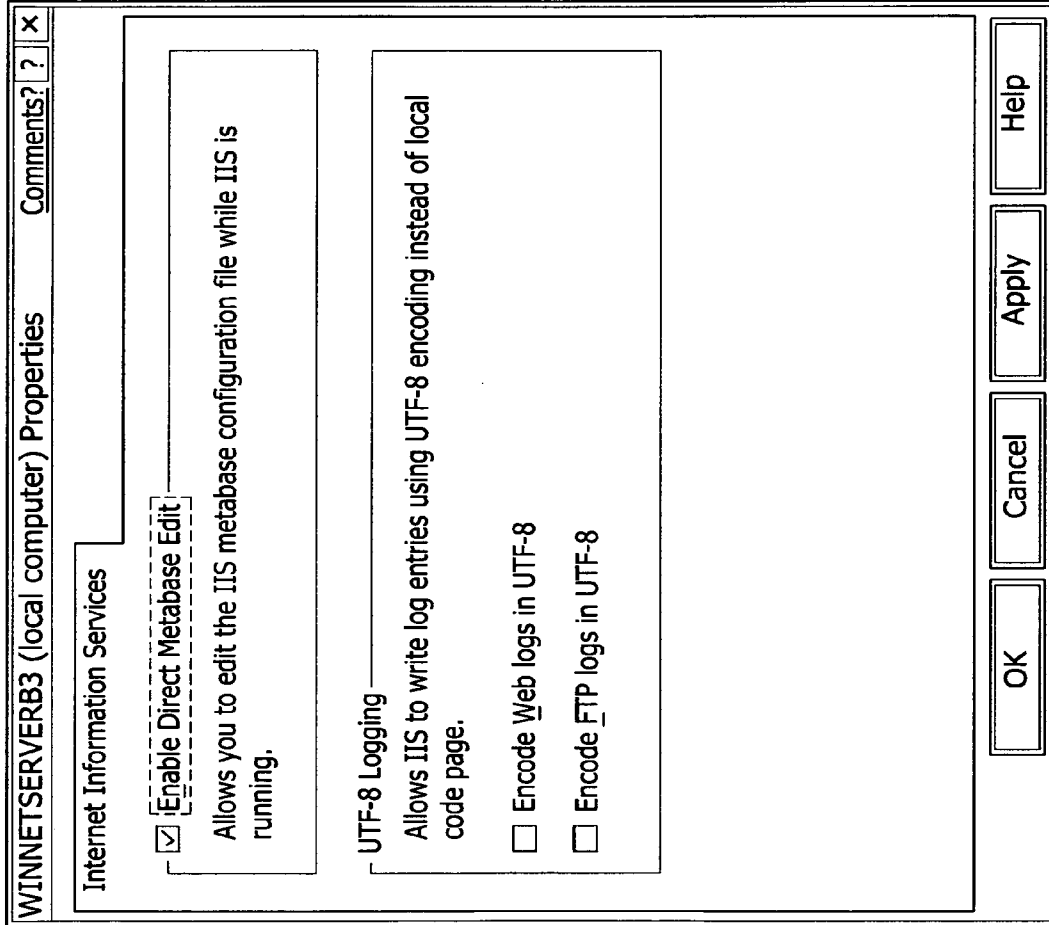 WINNETSERVERB3 (local computer) Properties Comments? ? X
Internet Information Services
Enable Direct Metabase Edit
Allows you to edit the IIS metabase configuration file while IIS is
running.
UTF-8 Logging
Allows IIS to write log entries using UTF-8 encoding instead of local
code page.
Encode Web logs in UTF-8
Encode FTP logs in UTF-8
OK Cancel Apply Help